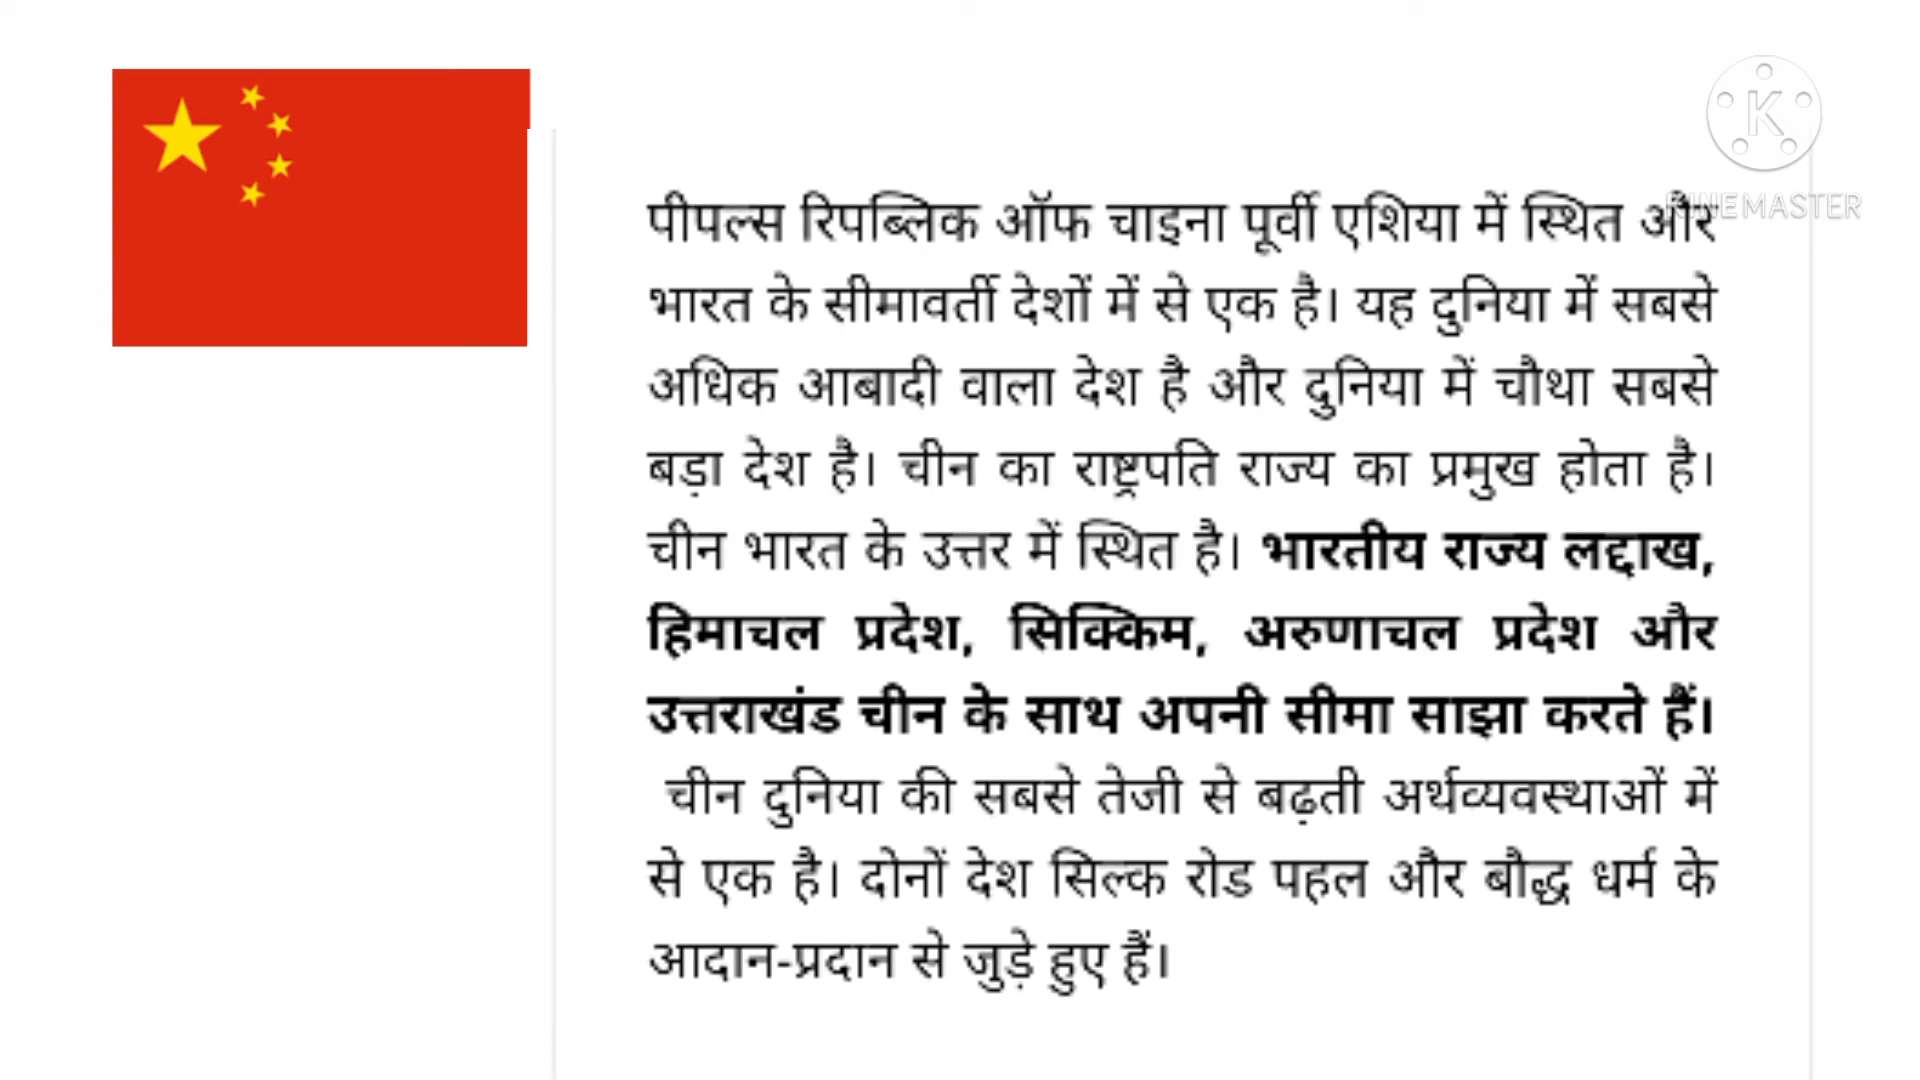 K
KINEMASTER
पीपल्स रिपब्लिक ऑफ चाइना पूर्वी एशिया में स्थित और
भारत के सीमावर्ती देशों में से एक है। यह दुनिया में सबसे
अधिक आबादी वाला देश है और दुनिया में चौथा सबसे
बड़ा देश है। चीन का राष्ट्रपति राज्य का प्रमुख होता है।
चीन भारत के उत्तर में स्थित है। भारतीय राज्य लद्दाख,
हिमाचल प्रदेश, सिक्किम, अरुणाचल प्रदेश और
उत्तराखंड चीन के साथ अपनी सीमा साझा करते हैं।
चीन दुनिया की सबसे तेजी से बढ़ती अर्थव्यवस्थाओं में
से एक है। दोनों देश सिल्क रोड पहल और बौद्ध धर्म के
आदान-प्रदान से जुड़े हुए हैं।